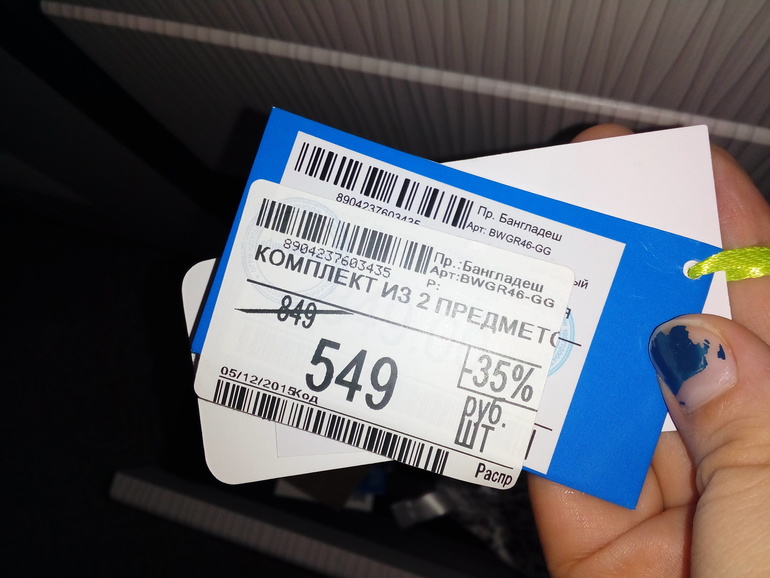 8904237603435
Пр. Бангладеш
Арт: BWGR46-GG
8904237603435
Пр.:Бангладеш
Арт:BWGR46-GG
Р:
КОМПЛЕКТ ИЗ 2 ПРЕДМЕТО
849
549
-35%
руб.
шт
05/12/2015
Код
Распр